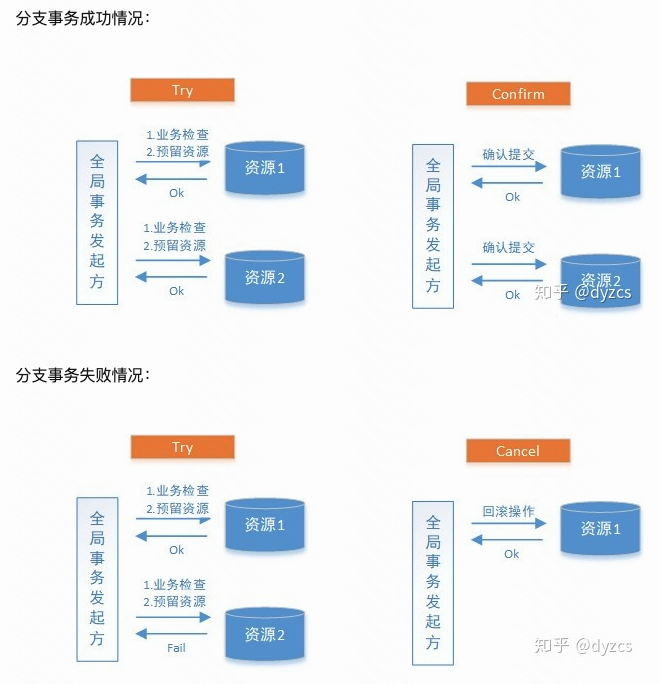 分支事务成功情况：
Try
Confirm
全局事务发起方
1.业务检查
2.预留资源
Ok
资源1
1.业务检查
2.预留资源
Ok
资源2
全局事务发起方
确认提交
Ok
资源1
确认提交
Ok
资源2
知乎 @dyzcs
分支事务失败情况：
Try
Cancel
全局事务发起方
1.业务检查
2.预留资源
Ok
资源1
1.业务检查
2.预留资源
Fail
资源2
全局事务发起方
回滚操作
Ok
资源1
知乎 @dyzcs